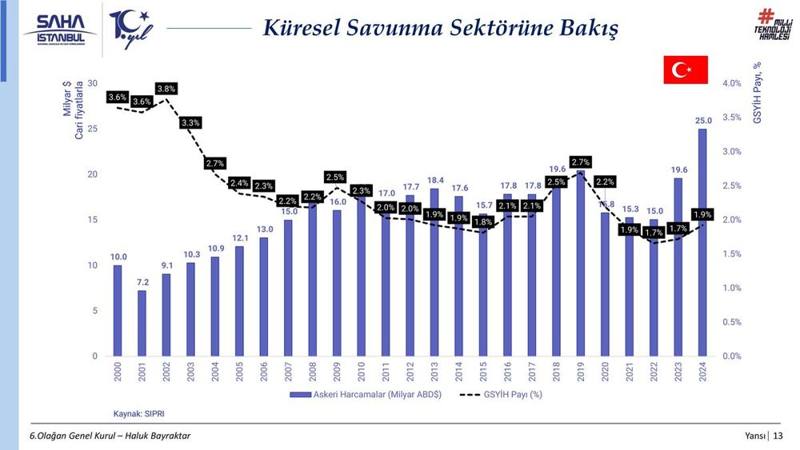 SAHA
İSTANBUL
10.yıl
Küresel Savunma Sektörüne Bakış
#MİLLİ
TEKNOLOJİ
HAMLESİ
Milyar $
Cari fiyatlarla
GSYİH Payı, %
30
25
20
15
10
5
0
4.0%
3.5%
3.0%
2.5%
2.0%
1.5%
1.0%
0.5%
0.0%
3.6% 3.6% 3.8% 3.3% 2.7% 2.4% 2.3% 2.2% 2.2% 2.5% 2.3% 2.0% 2.0% 1.9% 1.9% 1.8% 2.1% 2.1% 2.5% 2.7% 2.2% 1.9% 1.7% 1.7% 1.9%
10.0 7.2 9.1 10.3 10.9 12.1 13.0 15.0 16.0 17.0 17.7 18.4 17.6 15.7 17.8 17.8 19.6 15.3 15.0 19.6 25.0
2000 2001 2002 2003 2004 2005 2006 2007 2008 2009 2010 2011 2012 2013 2014 2015 2016 2017 2018 2019 2020 2021 2022 2023 2024
Askeri Harcamalar (Milyar ABD$) GSYİH Payı (%)
Kaynak: SIPRI
6.Olağan Genel Kurul – Haluk Bayraktar
Yansı | 13